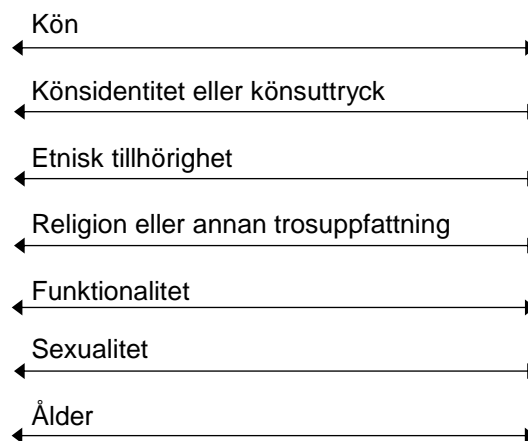 Kön
Könsidentitet eller könsuttryck
Etnisk tillhörighet
Religion eller annan trosuppfattning
Funktionalitet
Sexualitet
Ålder